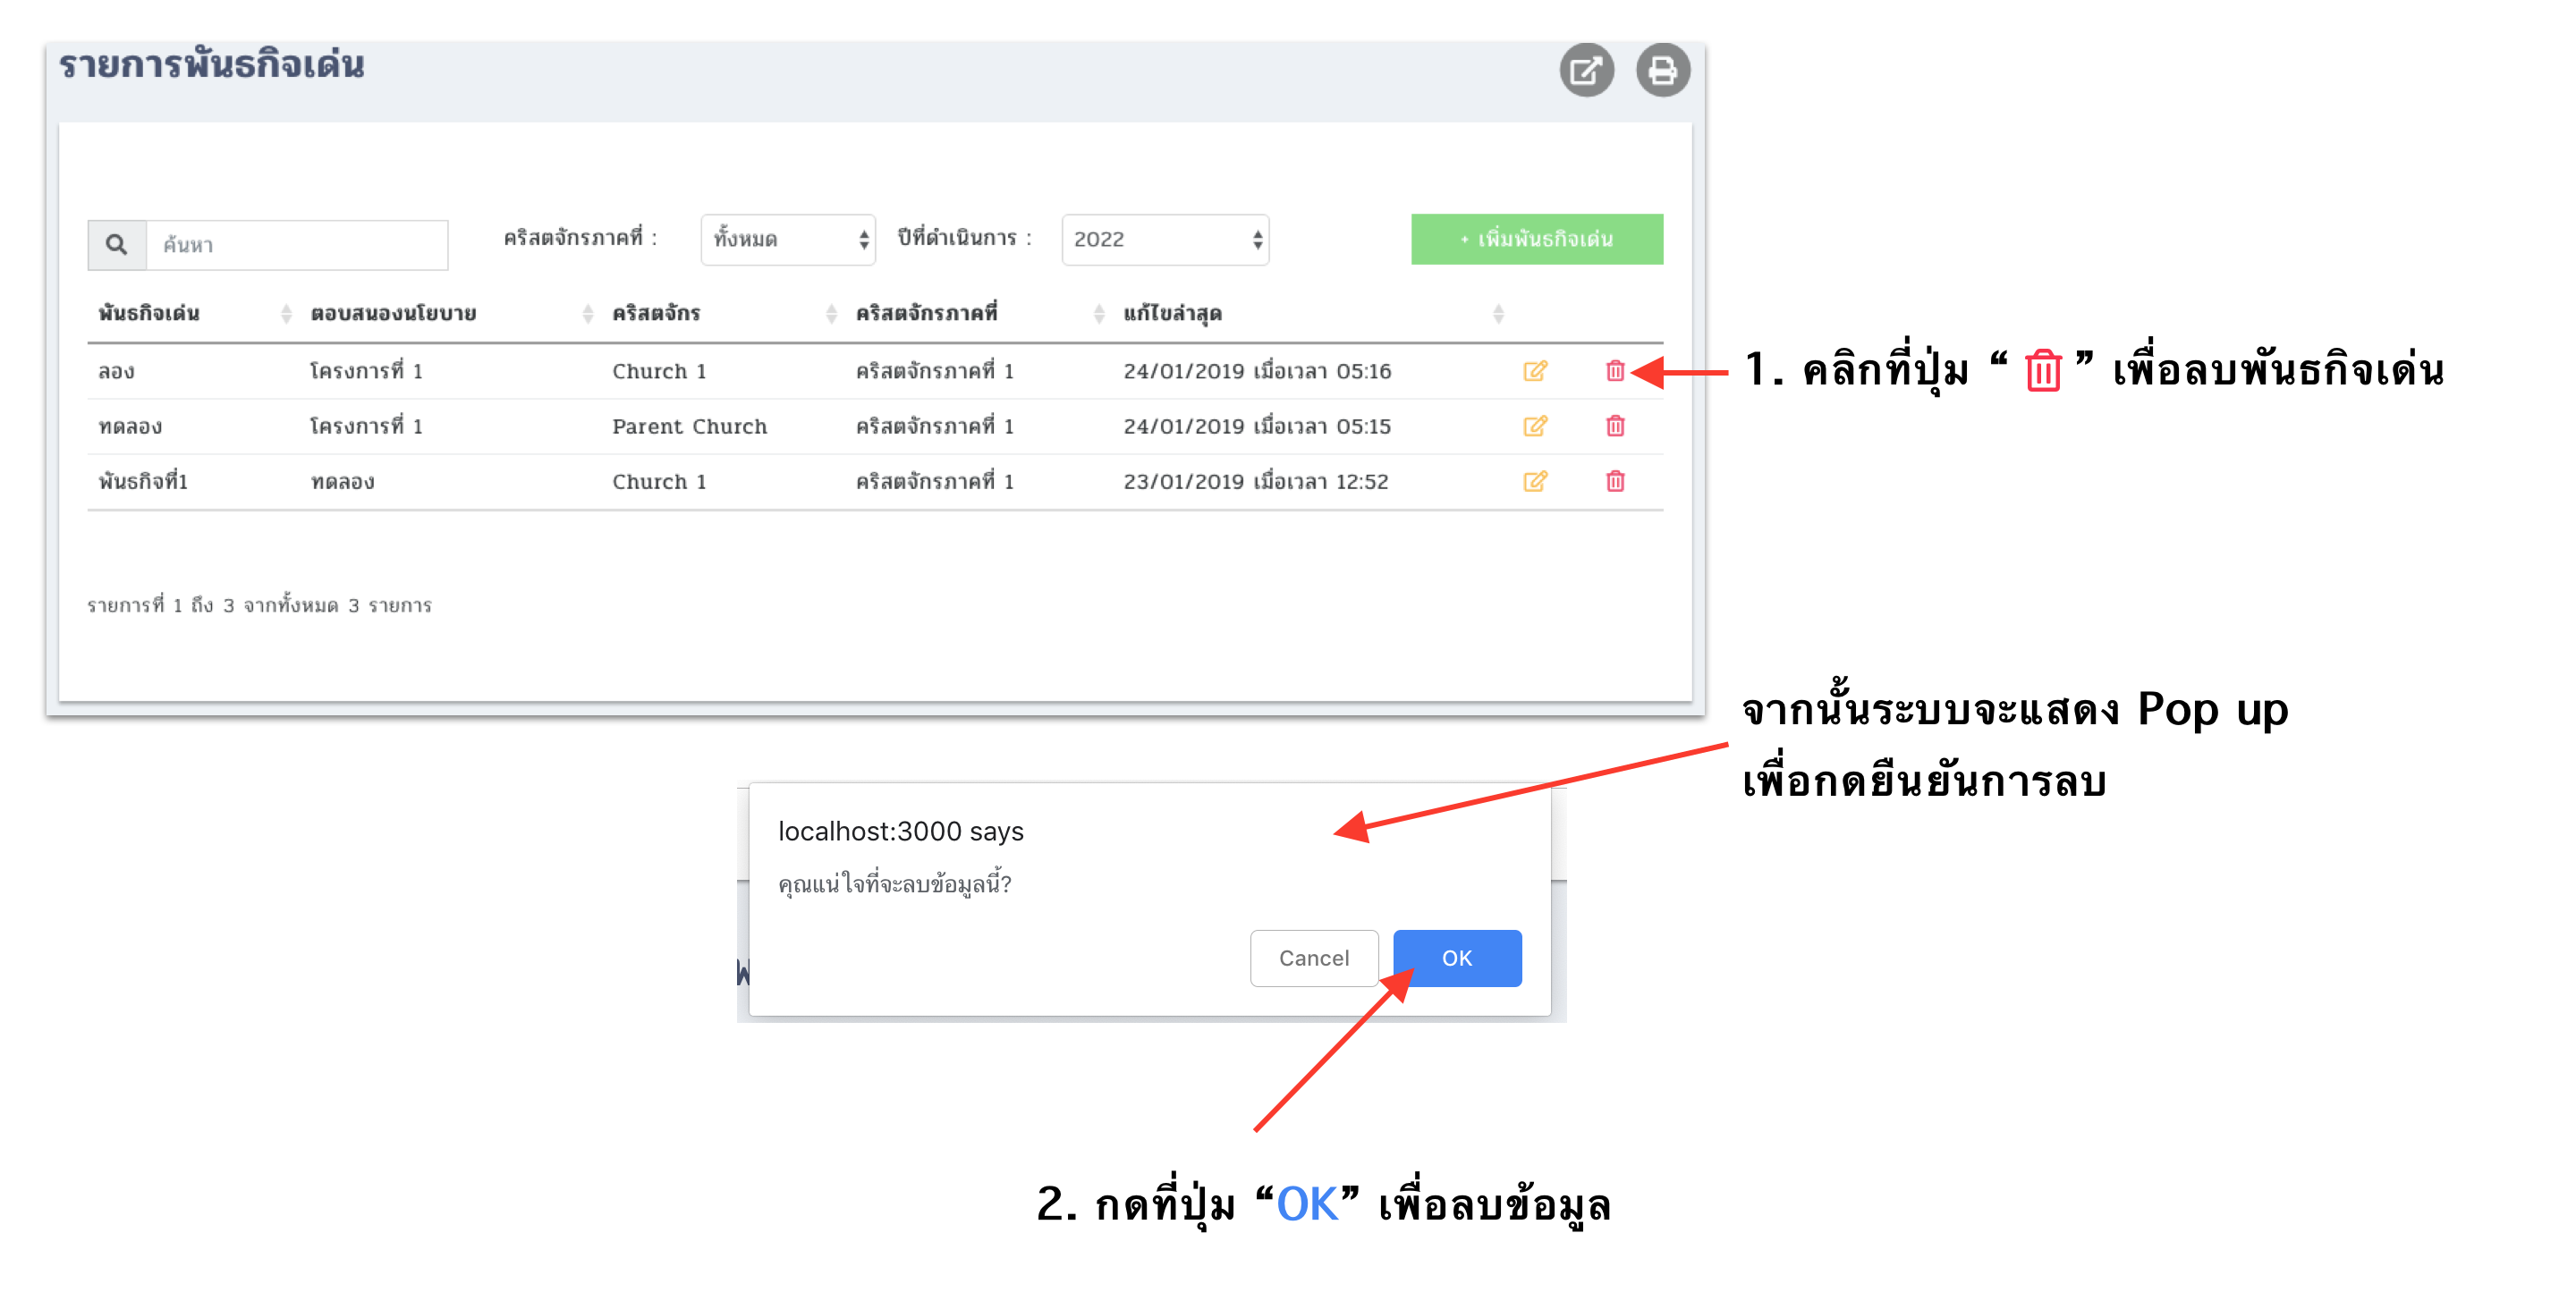 รายการพันธกิจเด่น
ค้นหา คริสตจักรภาคที่ : ทั้งหมด ปีที่ดำเนินการ : 2022 + เพิ่มพันธกิจเด่น
พันธกิจเด่น ตอบสนองนโยบาย คริสตจักร คริสตจักรภาคที่ แก้ไขล่าสุด
ลอง โครงการที่ 1 Church 1 คริสตจักรภาคที่ 1 24/01/2019 เมื่อเวลา 05:16
ทดลอง โครงการที่ 1 Parent Church คริสตจักรภาคที่ 1 24/01/2019 เมื่อเวลา 05:15
พันธกิจที่1 ทดลอง Church 1 คริสตจักรภาคที่ 1 23/01/2019 เมื่อเวลา 12:52
รายการที่ 1 ถึง 3 จากทั้งหมด 3 รายการ
1. คลิกที่ปุ่ม “ ” เพื่อลบพันธกิจเด่น
จากนั้นระบบจะแสดง Pop up
เพื่อกดยืนยันการลบ
localhost:3000 says
คุณแน่ใจที่จะลบข้อมูลนี้?
Cancel OK
2. กดที่ปุ่ม “OK” เพื่อลบข้อมูล